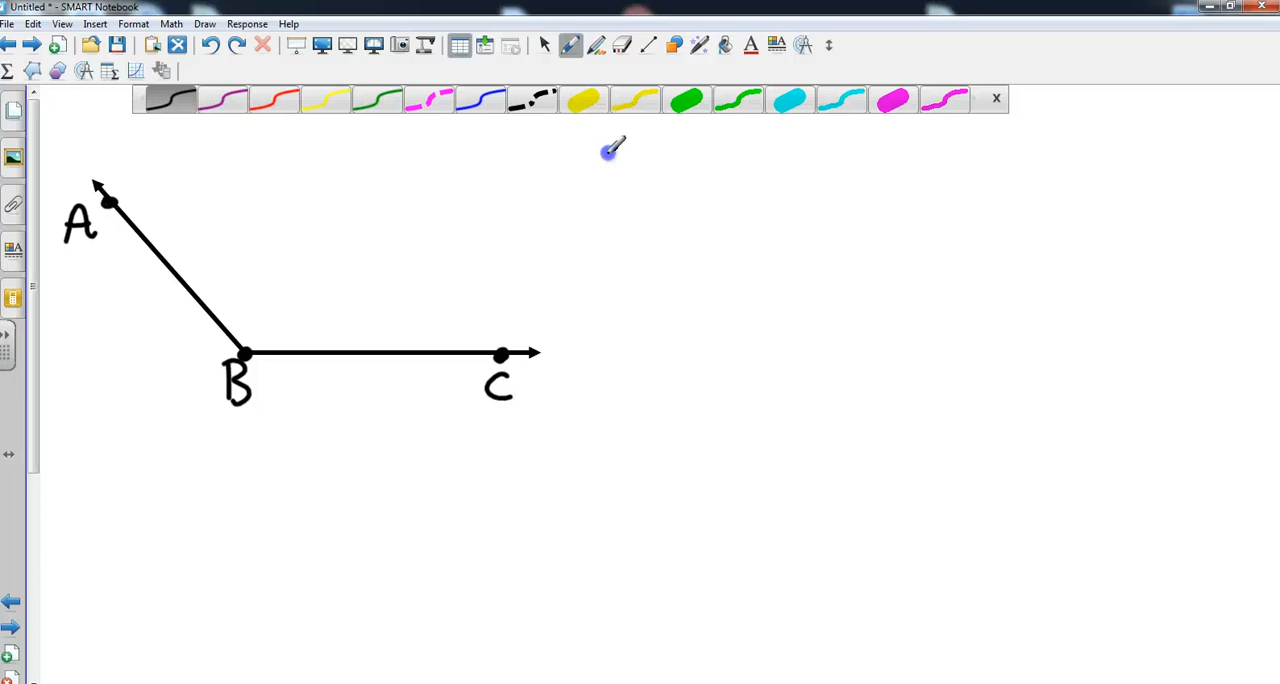 Untitled * - SMART Notebook
File Edit View Insert Format Math Draw Response Help
A
B
C